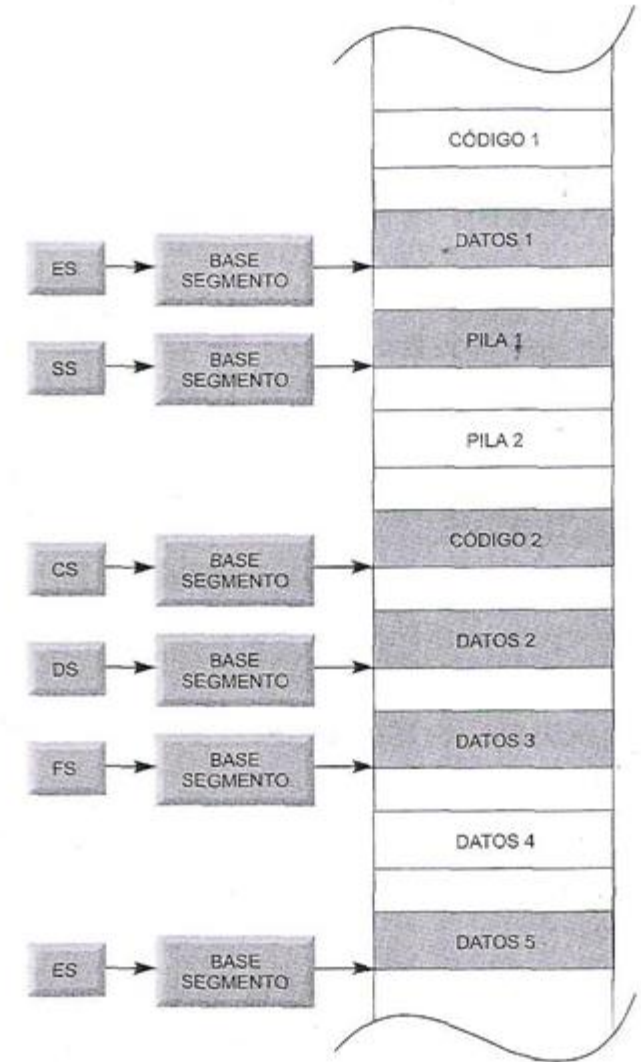 CÓDIGO 1
DATOS 1
ES
BASE
SEGMENTO
PILA 1
SS
BASE
SEGMENTO
PILA 2
CÓDIGO 2
CS
BASE
SEGMENTO
DATOS 2
DS
BASE
SEGMENTO
DATOS 3
FS
BASE
SEGMENTO
DATOS 4
DATOS 5
ES
BASE
SEGMENTO